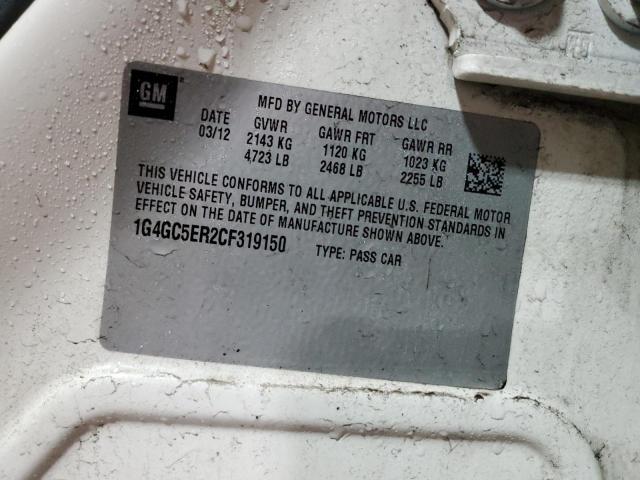 GM
MFD BY GENERAL MOTORS LLC
DATE GVWR GAWR FRT GAWR RR
03/12 2143 KG 1120 KG 1023 KG
4723 LB 2468 LB 2255 LB
THIS VEHICLE CONFORMS TO ALL APPLICABLE U.S. FEDERAL MOTOR
VEHICLE SAFETY, BUMPER, AND THEFT PREVENTION STANDARDS IN
EFFECT ON THE DATE OF MANUFACTURE SHOWN ABOVE.
1G4GC5ER2CF319150 TYPE: PASS CAR